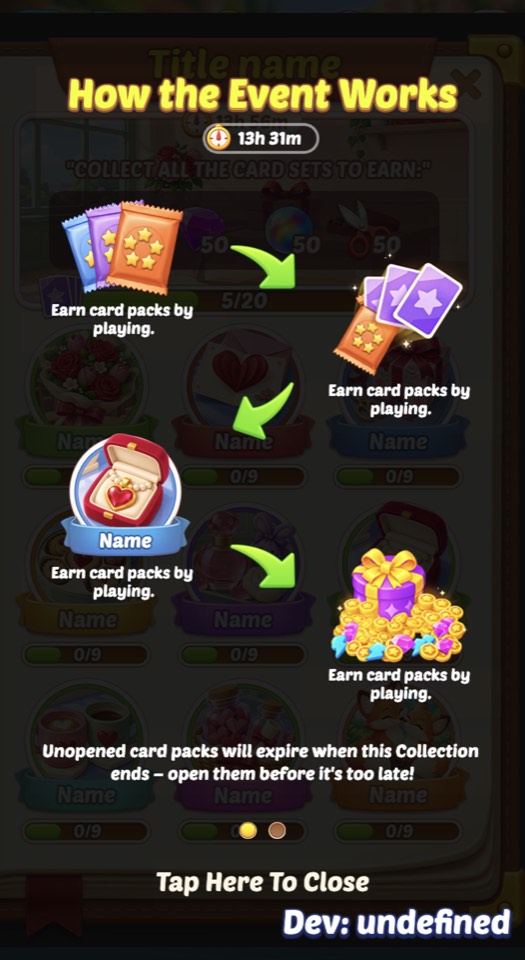 Title name
How the Event Works
13h 31m
"COLLECT ALL THE CARD SETS TO EARN:"
50
50
50
5/20
Earn card packs by
playing.
Earn card packs by
playing.
Name
Name
Name
0/9
0/9
0/9
Name
Earn card packs by
playing.
Name
0/9
0/9
0/9
Earn card packs by
playing.
Unopened card packs will expire when this Collection
ends – open them before it's too late!
Name
Name
Name
0/9
0/9
Tap Here To Close
Dev: undefined